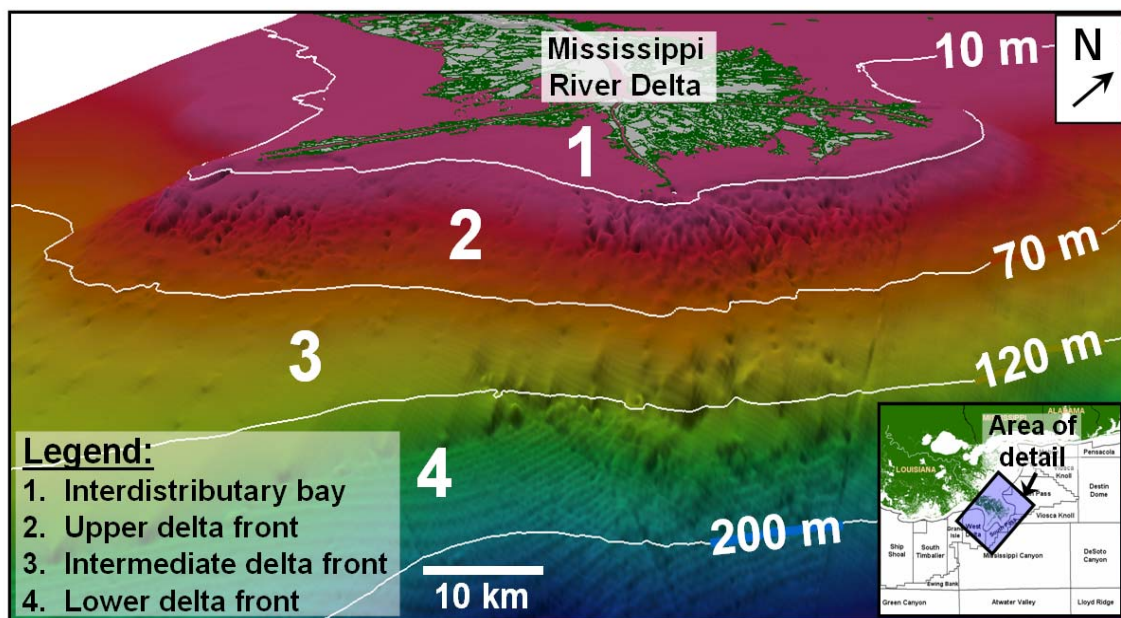 Mississippi
River Delta
10 m
N
1
2
70 m
3
120 m
4
200 m
10 km
Legend:
1. Interdistributary bay
2. Upper delta front
3. Intermediate delta front
4. Lower delta front
Area of
detail
ALABAMA
LOUISIANA
Pensacola
Viosca
Knoll
Destin
Dome
Pass
Viosca Knoll
Grand
Isle
West
Delta
Ship
Shoal
South
Timbalier
Mississippi Canyon
DeSoto
Canyon
Ewing Bank
Green Canyon
Atwater Valley
Lloyd Ridge